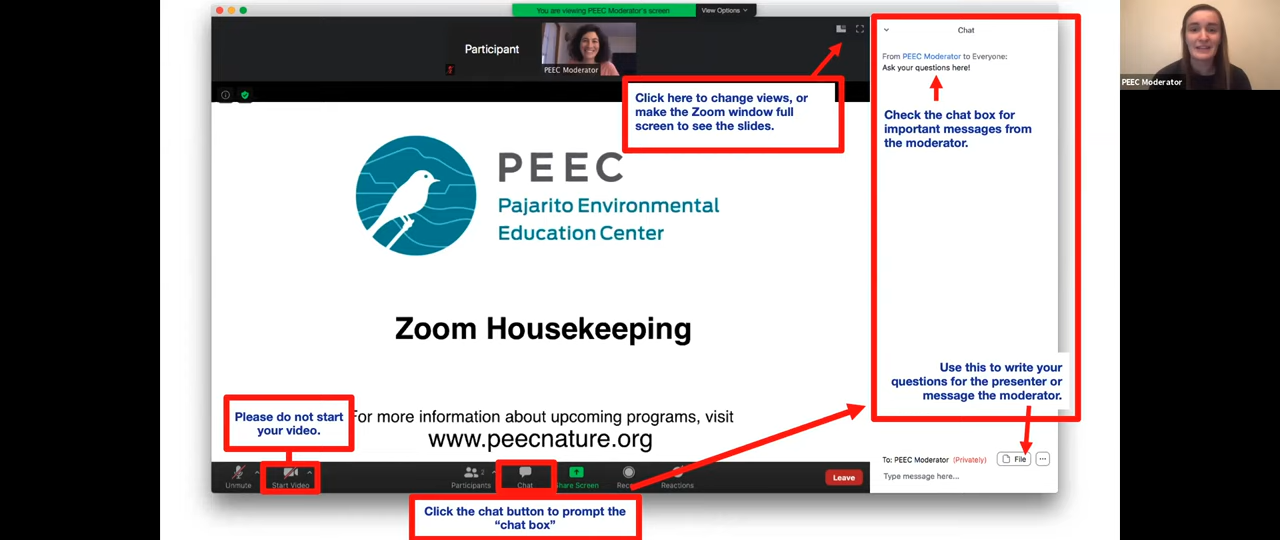 You are viewing PEEC Moderator's screen
View Options
Participant
PEEC Moderator
Chat
From PEEC Moderator to Everyone:
Ask your questions here!
PEEC Moderator
Click here to change views, or
make the Zoom window full
screen to see the slides.
Check the chat box for
important messages from
the moderator.
PEEC
Pajarito Environmental
Education Center
Zoom Housekeeping
Use this to write your
questions for the presenter or
message the moderator.
Please do not start
your video.
For more information about upcoming programs, visit
www.peecnature.org
To: PEEC Moderator (Privately)
File
Type message here...
Unmute
Start Video
Participants
2
Chat
Share Screen
Reactions
Leave
Click the chat button to prompt the
“chat box”